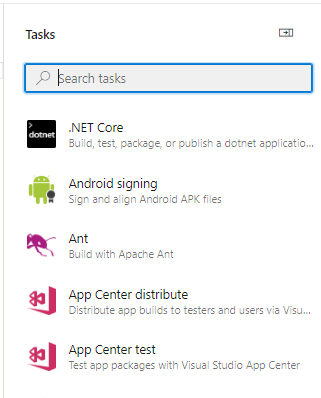 Tasks
Search tasks
dotnet
.NET Core
Build, test, package, or publish a dotnet applicatio...
Android signing
Sign and align Android APK files
Ant
Build with Apache Ant
App Center distribute
Distribute app builds to testers and users via Visu...
App Center test
Test app packages with Visual Studio App Center